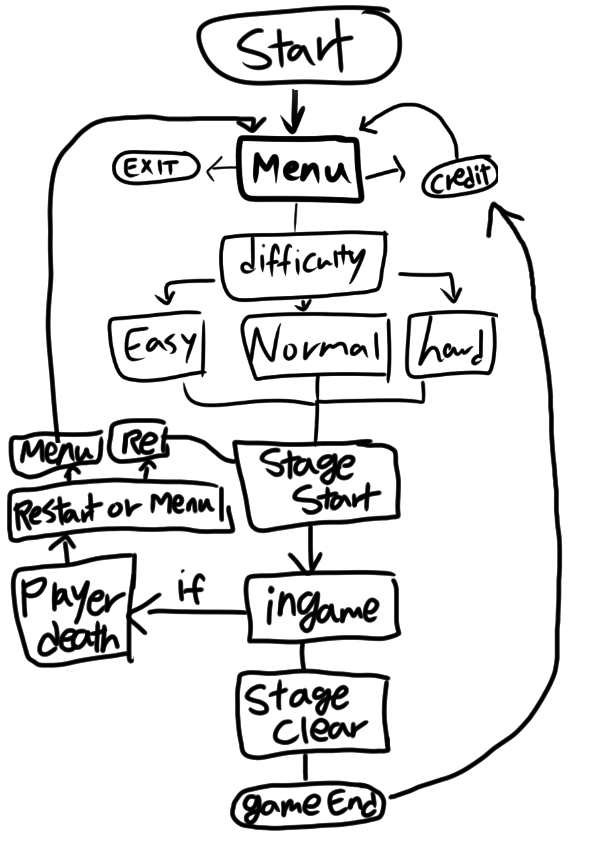 Start
EXIT
Menu
Credit
difficulty
Easy
Normal
hard
Menu
Re
Stage
Start
Restart or Menu
if
ingame
Player
death
Stage
Clear
game End